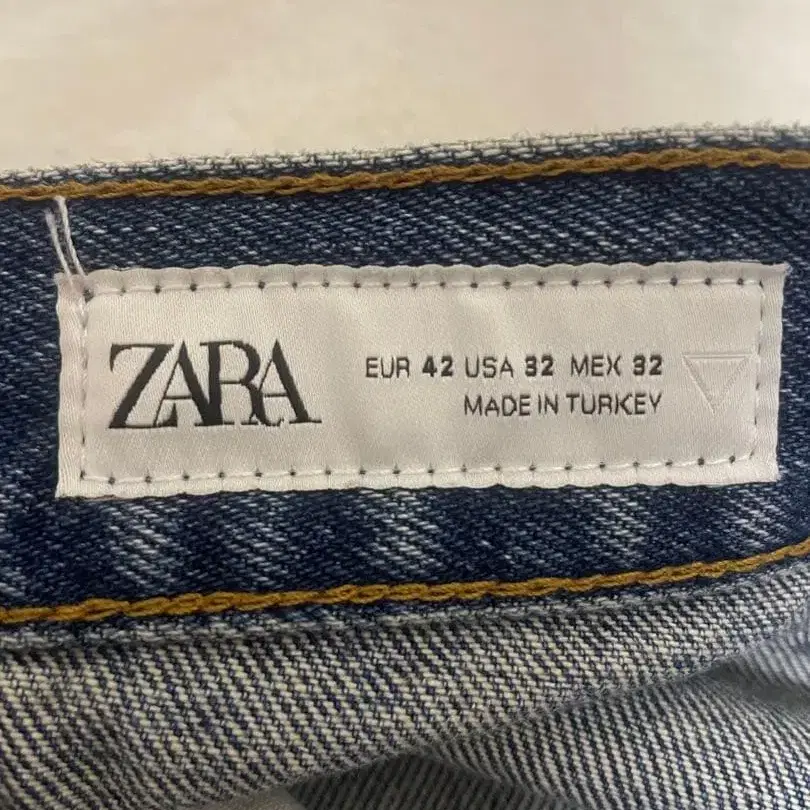 ZARA
EUR 42 USA 32 MEX 32
MADE IN TURKEY